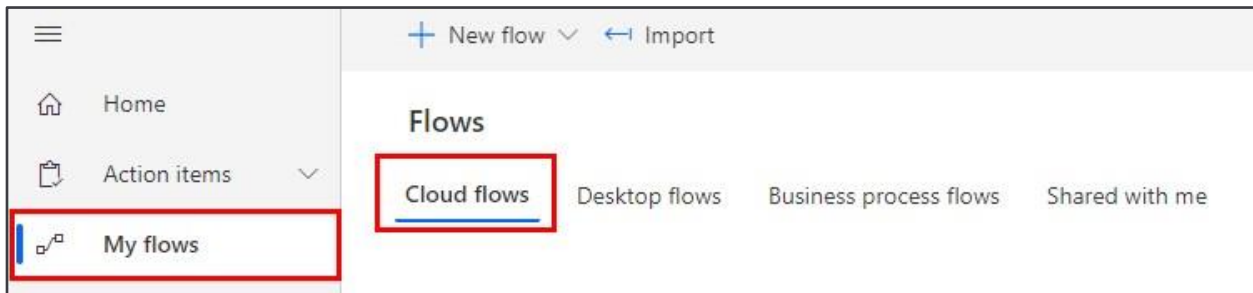 New flow Import
Home
Flows
Action items
Cloud flows Desktop flows Business process flows Shared with me
My flows